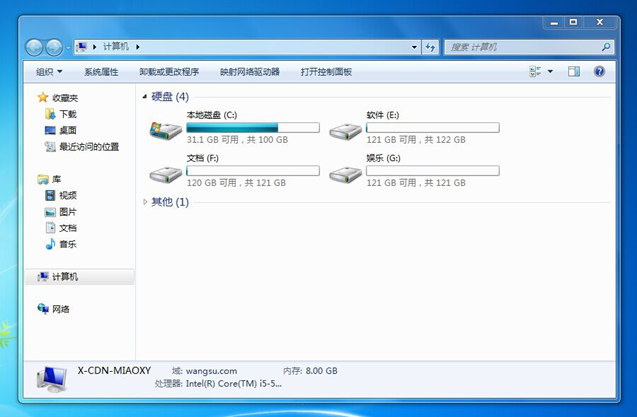 计算机
搜索 计算机
组织 系统属性 卸载或更改程序 映射网络驱动器 打开控制面板
收藏夹
下载
桌面
最近访问的位置
库
视频
图片
文档
音乐
计算机
网络
硬盘 (4)
本地磁盘 (C:)
31.1 GB 可用，共 100 GB
软件 (E:)
121 GB 可用，共 122 GB
文档 (F:)
120 GB 可用，共 121 GB
娱乐 (G:)
121 GB 可用，共 121 GB
其他 (1)
X-CDN-MIAOXY 域: wangsu.com 内存: 8.00 GB
处理器: Intel(R) Core(TM) i5-5...